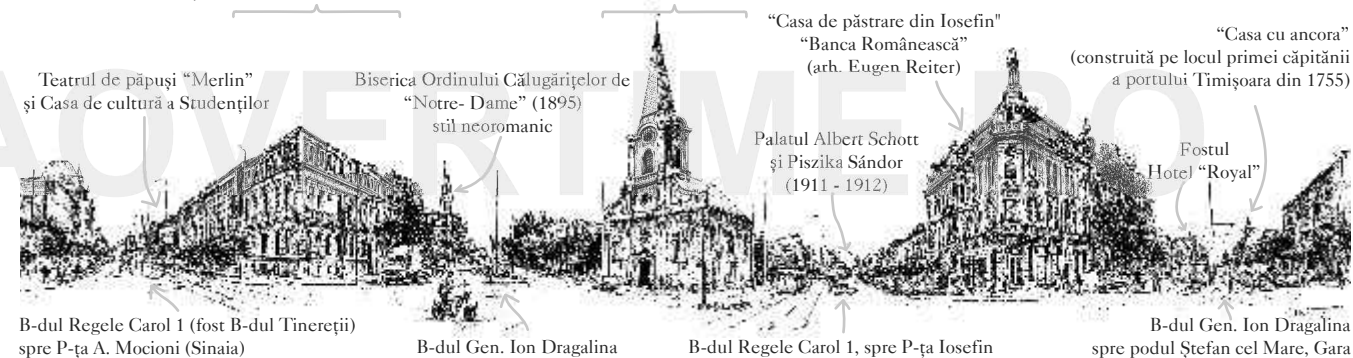 "Casa de păstrare din Iosefin"
“Banca Românească”
(arh. Eugen Reiter)
“Casa cu ancora”
(construită pe locul primei căpitănii
a portului Timișoara din 1755)
Teatrul de păpuși “Merlin”
și Casa de cultură a Studenților
Biserica Ordinului Călugărițelor de
“Notre- Dame” (1895)
stil neoromanic
Palatul Albert Schott
și Piszika Sándor
(1911 - 1912)
Fostul
Hotel “Royal”
B-dul Regele Carol 1 (fost B-dul Tinereții)
spre P-ța A. Mocioni (Sinaia)
B-dul Gen. Ion Dragalina
B-dul Regele Carol 1, spre P-ța Iosefin
B-dul Gen. Ion Dragalina
spre podul Ștefan cel Mare, Gara